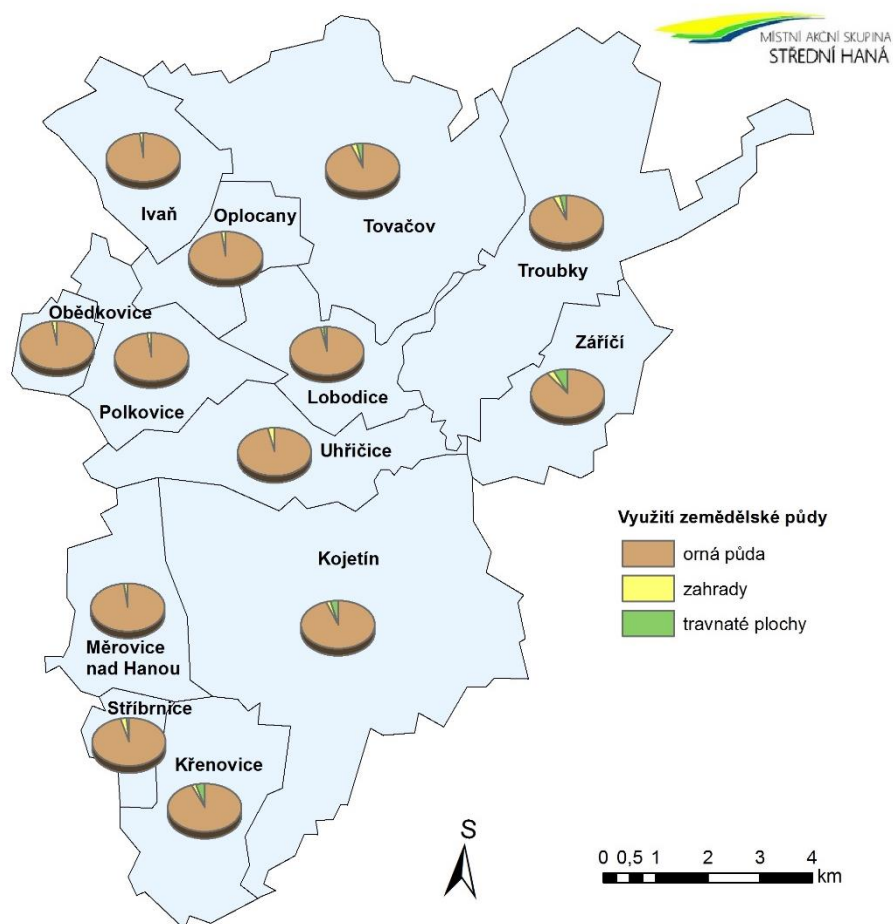 MÍSTNÍ AKČNÍ SKUPINA
STŘEDNÍ HANÁ
Ivaň
Oplocany
Tovačov
Troubky
Obědkovice
Polkovice
Lobodice
Záříčí
Uhřičice
Kojetín
Měrovice
nad Hanou
Stříbrnice
Křenovice
Využití zemědělské půdy
orná půda
zahrady
travnaté plochy
S
0 0,5 1 2 3 4
km